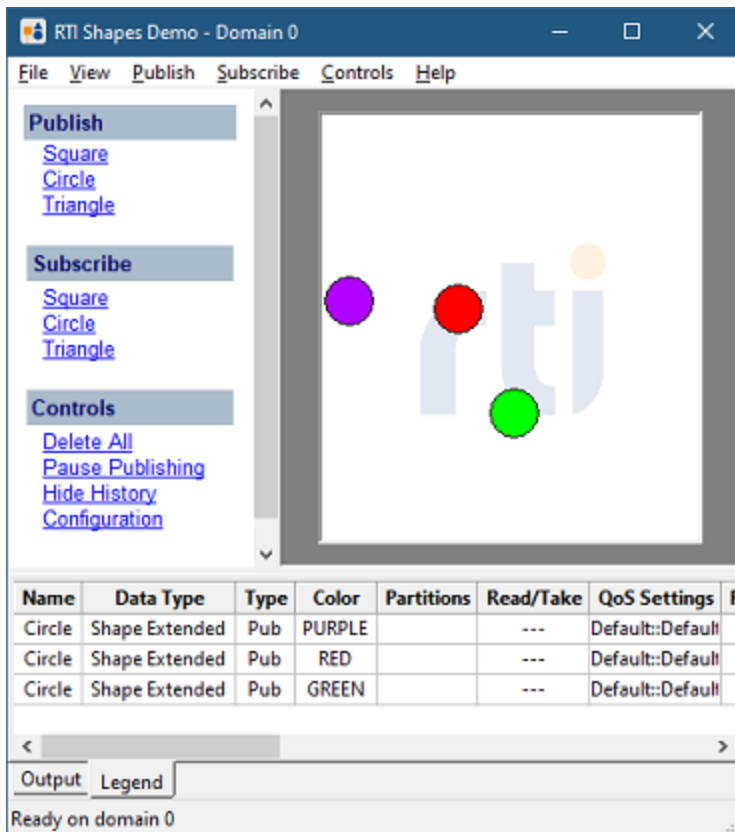 RTI Shapes Demo - Domain 0
File View Publish Subscribe Controls Help
Publish
Square
Circle
Triangle
Subscribe
Square
Circle
Triangle
Controls
Delete All
Pause Publishing
Hide History
Configuration
rti
Name Data Type Type Color Partitions Read/Take QoS Settings
Circle Shape Extended Pub PURPLE --- Default::Default
Circle Shape Extended Pub RED --- Default::Default
Circle Shape Extended Pub GREEN --- Default::Default
Output Legend
Ready on domain 0